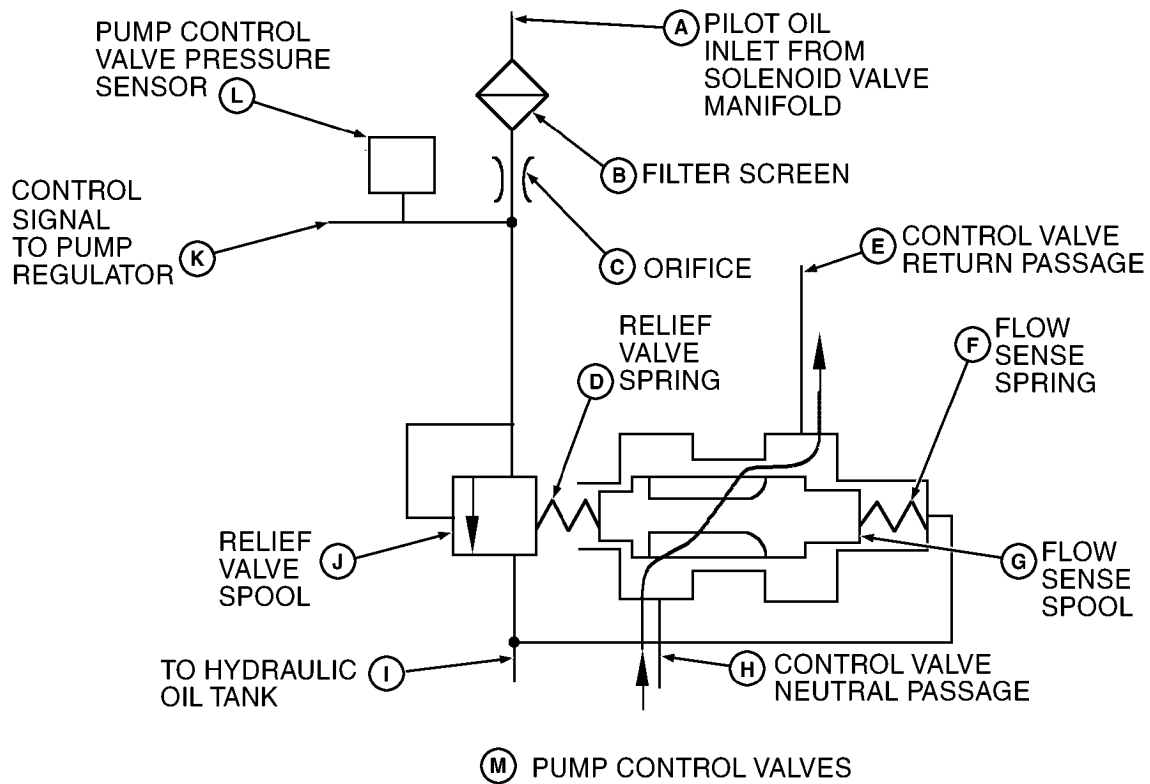 PUMP CONTROL
VALVE PRESSURE
SENSOR
L
A
PILOT OIL
INLET FROM
SOLENOID VALVE
MANIFOLD
B
FILTER SCREEN
CONTROL
SIGNAL
TO PUMP
REGULATOR
K
C
ORIFICE
E
CONTROL VALVE
RETURN PASSAGE
RELIEF
VALVE
SPRING
D
F
FLOW
SENSE
SPRING
RELIEF
VALVE
SPOOL
J
G
FLOW
SENSE
SPOOL
TO HYDRAULIC
OIL TANK
I
H
CONTROL VALVE
NEUTRAL PASSAGE
M PUMP CONTROL VALVES